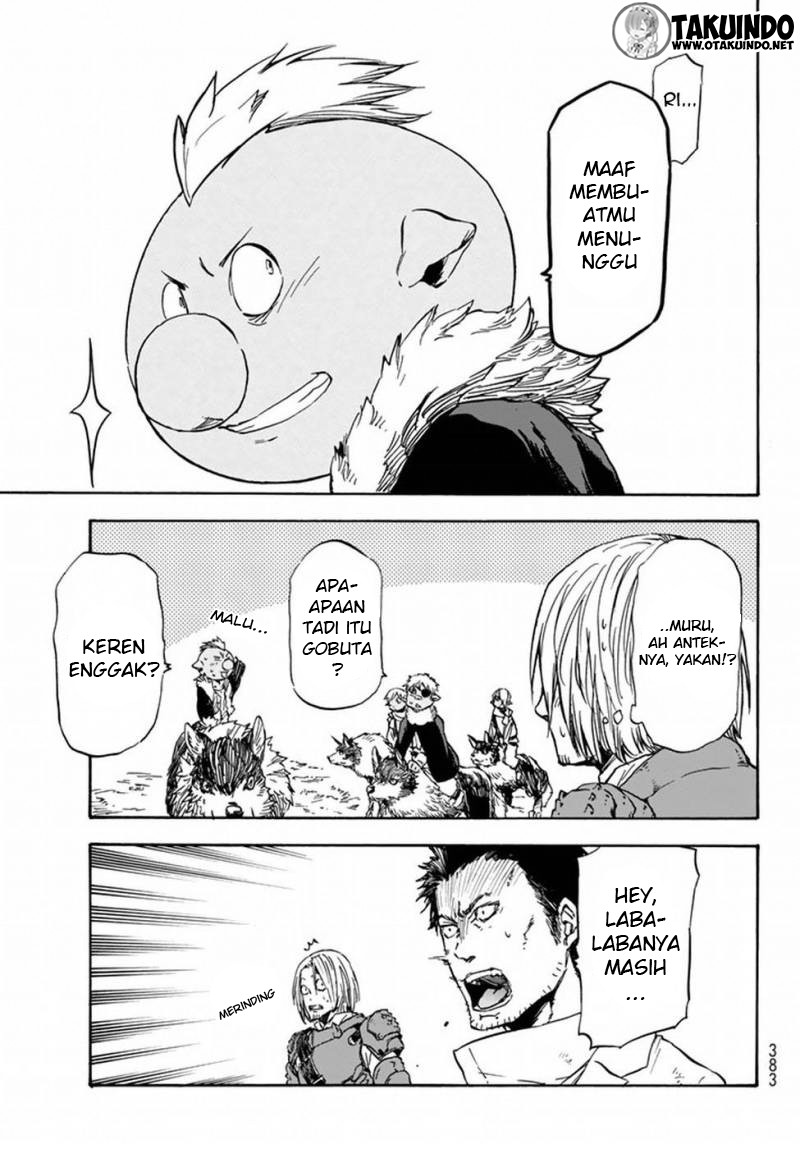 OTAKUINDO
WWW.OTAKUINDO.NET
RI...
MAAF
MEMBU-
ATMU
MENU-
NGGU
..MURU,
AH ANTEK-
NYA, YAKAN!?
APA-
APAAN
TADI ITU
GOBUTA
?
MALU...
KEREN
ENGGAK?
HEY,
LABA-
LABANYA
MASIH
...
MERINDING
383